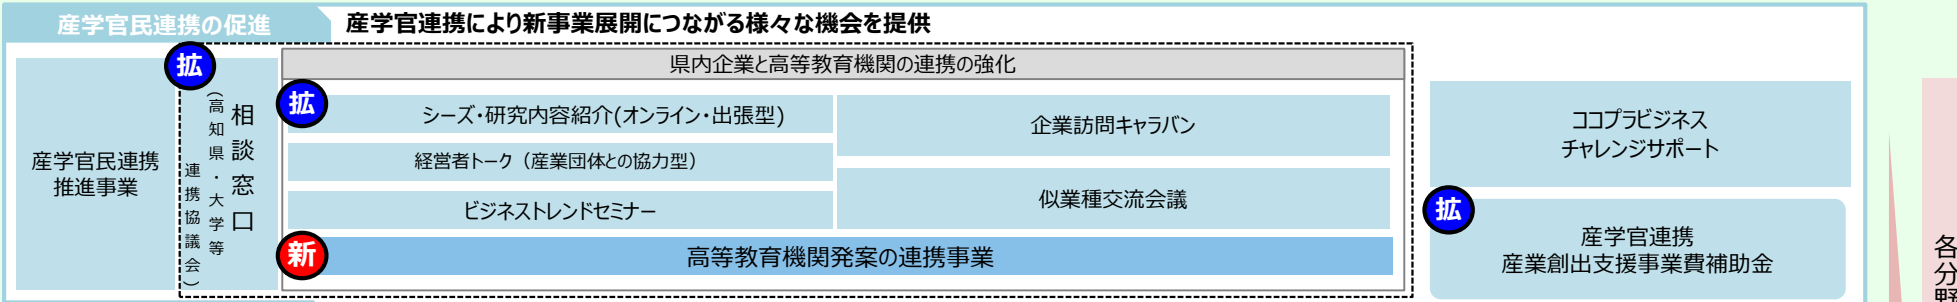 産学官民連携の促進
産学官連携により新事業展開につながる様々な機会を提供
産学官民連携
推進事業
拡
相談窓口
(高知県・大学等
連携協議会)
県内企業と高等教育機関の連携の強化
拡
シーズ・研究内容紹介(オンライン・出張型)
経営者トーク（産業団体との協力型）
ビジネストレンドセミナー
企業訪問キャラバン
似業種交流会議
新
高等教育機関発案の連携事業
ココプラビジネス
チャレンジサポート
拡
産学官連携
産業創出支援事業費補助金
各分野